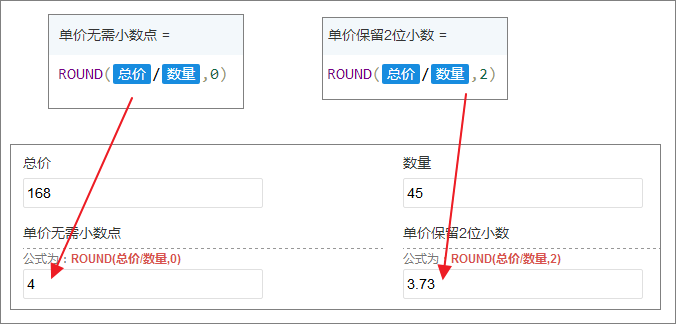 单价无需小数点 =
ROUND(总价/数量,0)
单价保留2位小数 =
ROUND(总价/数量,2)
总价
168
数量
45
单价无需小数点
公式为：ROUND(总价/数量,0)
4
单价保留2位小数
公式为 ROUND(总价/数量,2)
3.73